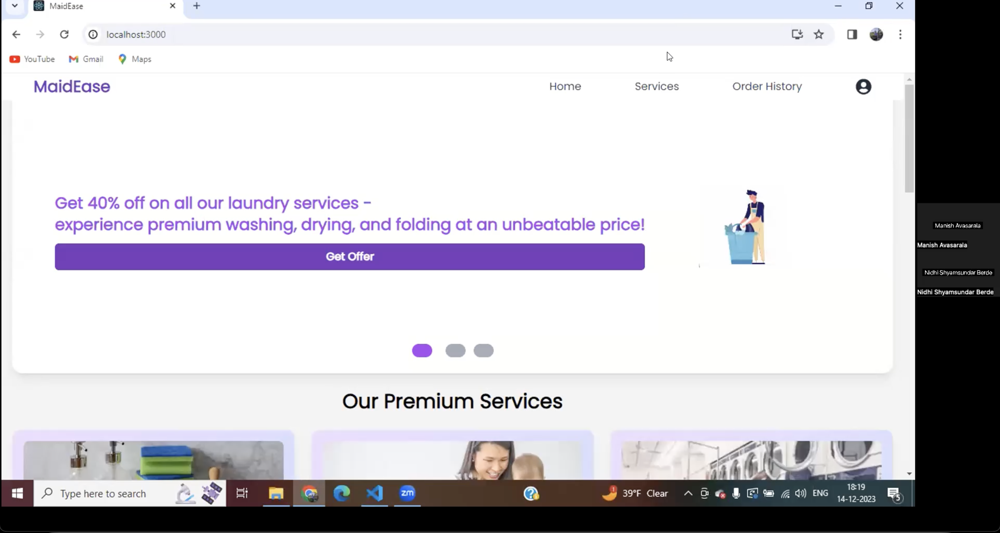 MaidEase
localhost:3000
YouTube Gmail Maps
MaidEase Home Services Order History
Get 40% off on all our laundry services -
experience premium washing, drying, and folding at an unbeatable price!
Get Offer
Our Premium Services
Manish Avasarala
Manish Avasarala
Nidhi Shyamsundar Berde
Nidhi Shyamsundar Berde
Type here to search
zm
1
39°F Clear
ENG
18:19
14-12-2023
5